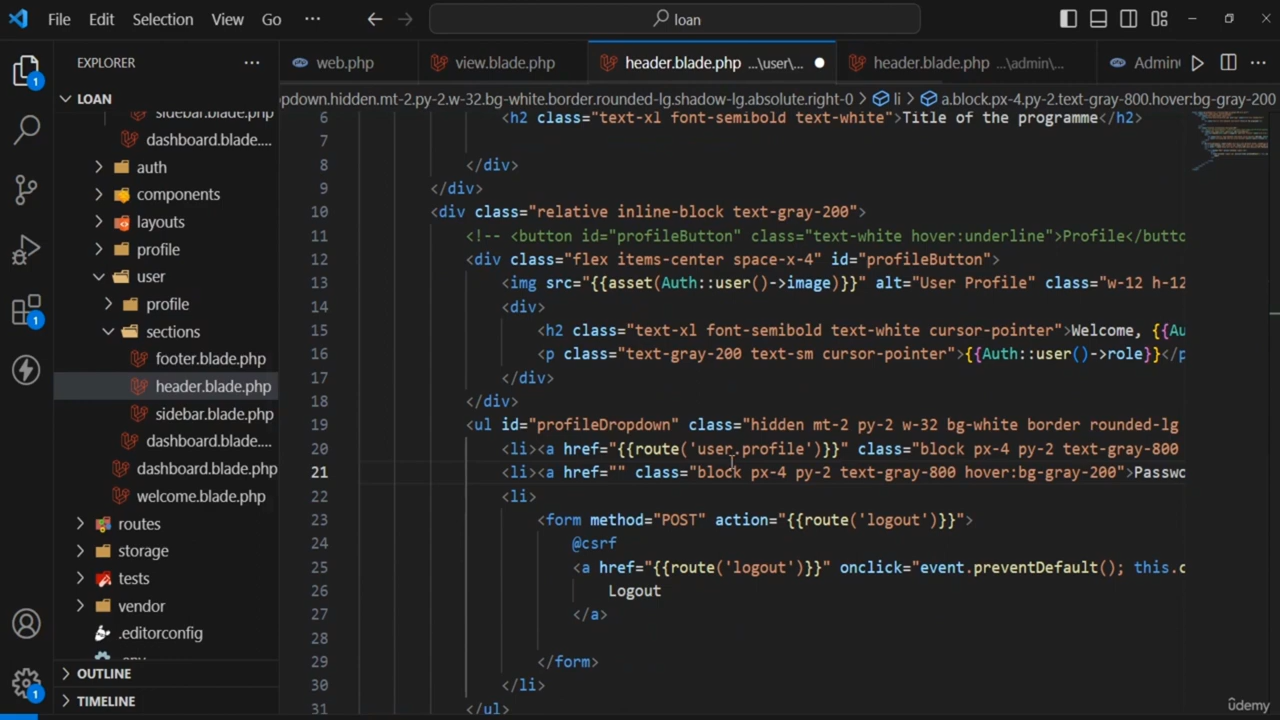 File Edit Selection View Go ··· loan
EXPLORER ···
web.php view.blade.php header.blade.php ...\user\... header.blade.php ...\admin\... Admin
LOAN
pdown.hidden.mt-2.py-2.w-32.bg-white.border.rounded-lg.shadow-lg.absolute.right-0 > li > a.block.px-4.py-2.text-gray-800.hover:bg-gray-200
sidebar.blade.php
dashboard.blade....
auth
components
layouts
profile
user
profile
sections
footer.blade.php
header.blade.php
sidebar.blade.php
dashboard.blade....
dashboard.blade.php
welcome.blade.php
routes
storage
tests
vendor
.editorconfig
OUTLINE
TIMELINE
6 <h2 class="text-xl font-semibold text-white">Title of the programme</h2>
7
8 </div>
9 </div>
10 <div class="relative inline-block text-gray-200">
11 <!-- <button id="profileButton" class="text-white hover:underline">Profile</butto
12 <div class="flex items-center space-x-4" id="profileButton">
13 <img src="{{asset(Auth::user()->image)}}" alt="User Profile" class="w-12 h-12
14 <div>
15 <h2 class="text-xl font-semibold text-white cursor-pointer">Welcome, {{Au
16 <p class="text-gray-200 text-sm cursor-pointer">{{Auth::user()->role}}</p
17 </div>
18 </div>
19 <ul id="profileDropdown" class="hidden mt-2 py-2 w-32 bg-white border rounded-lg
20 <li><a href="{{route('user.profile')}}" class="block px-4 py-2 text-gray-800
21 <li><a href="" class="block px-4 py-2 text-gray-800 hover:bg-gray-200">Passwo
22 <li>
23 <form method="POST" action="{{route('logout')}}">
24 @csrf
25 <a href="{{route('logout')}}" onclick="event.preventDefault(); this.c
26 Logout
27 </a>
28
29 </form>
30 </li>
31 </ul>
1
1
1
ûdemy